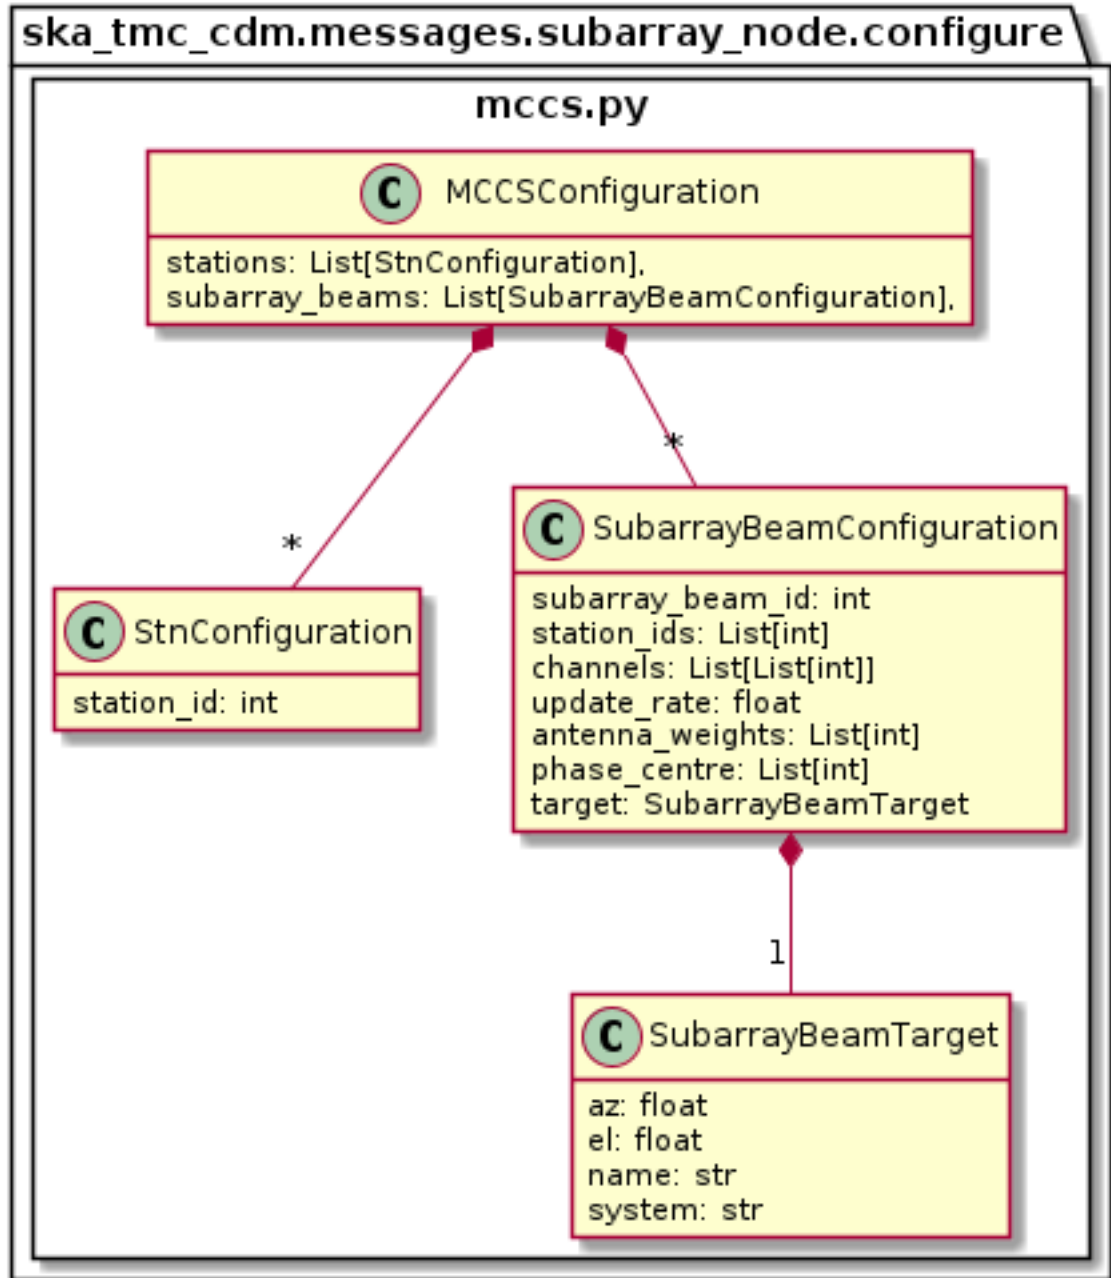 ska_tmc_cdm.messages.subarray_node.configure
mccs.py
C MCCSConfiguration
stations: List[StnConfiguration],
subarray_beams: List[SubarrayBeamConfiguration],
*
*
C SubarrayBeamConfiguration
subarray_beam_id: int
station_ids: List[int]
channels: List[List[int]]
update_rate: float
antenna_weights: List[int]
phase_centre: List[int]
target: SubarrayBeamTarget
C StnConfiguration
station_id: int
1
C SubarrayBeamTarget
az: float
el: float
name: str
system: str